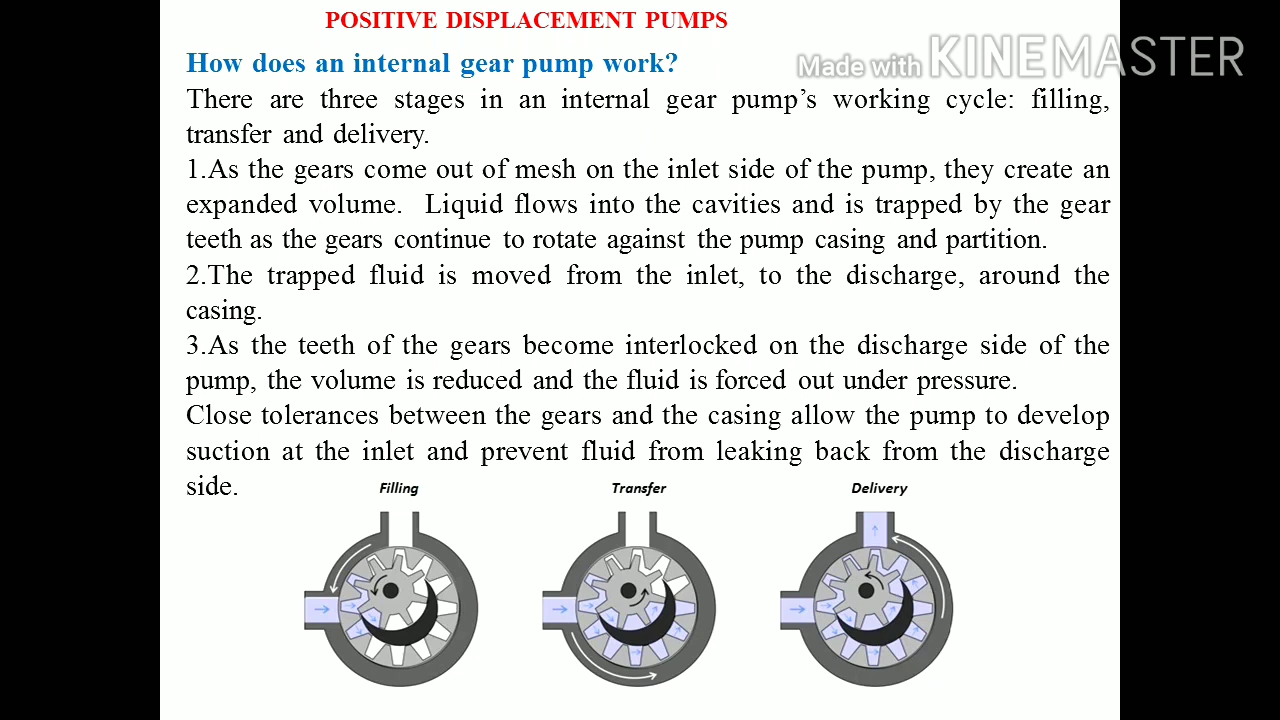 POSITIVE DISPLACEMENT PUMPS
How does an internal gear pump work?
Made with KINEMASTER
There are three stages in an internal gear pump’s working cycle: filling,
transfer and delivery.
1.As the gears come out of mesh on the inlet side of the pump, they create an
expanded volume. Liquid flows into the cavities and is trapped by the gear
teeth as the gears continue to rotate against the pump casing and partition.
2.The trapped fluid is moved from the inlet, to the discharge, around the
casing.
3.As the teeth of the gears become interlocked on the discharge side of the
pump, the volume is reduced and the fluid is forced out under pressure.
Close tolerances between the gears and the casing allow the pump to develop
suction at the inlet and prevent fluid from leaking back from the discharge
side.
Filling
Transfer
Delivery